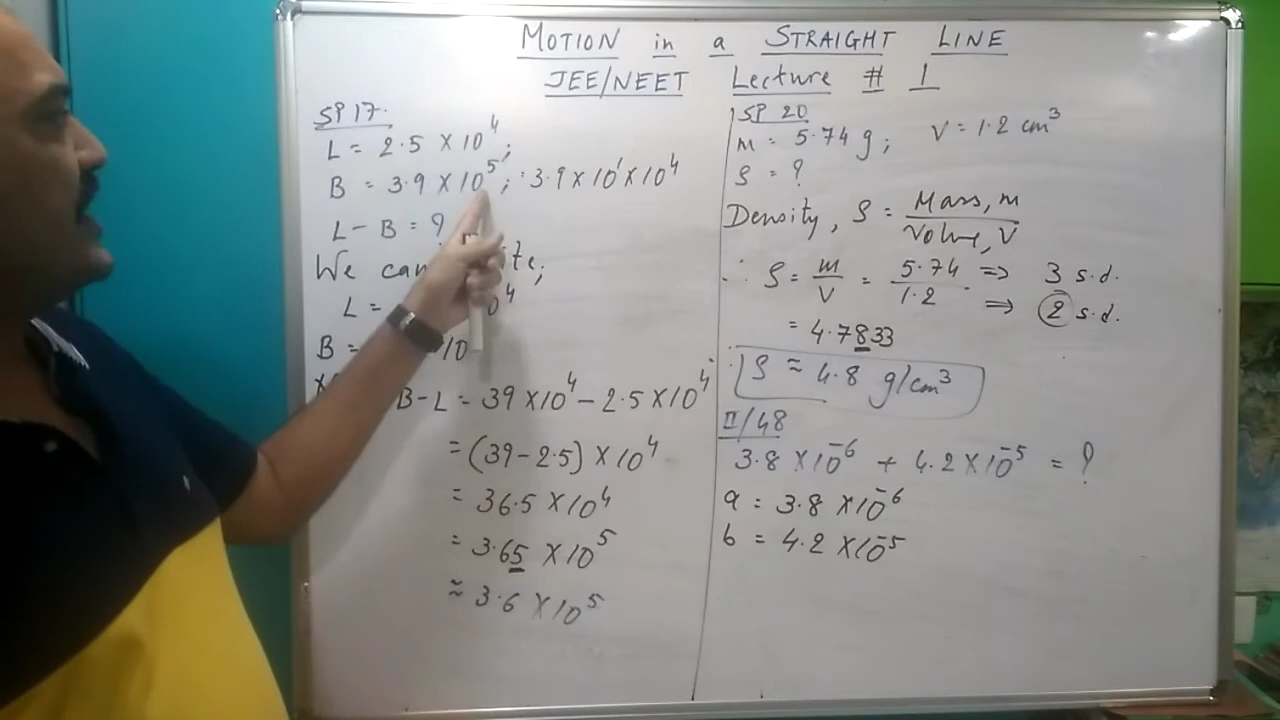 MOTION in a STRAIGHT LINE
JEE/NEET Lecture # 1
SP 17.
L = 2.5 × 10⁴;
B = 3.9 × 10⁵; = 3.9 × 10¹ × 10⁴
L - B = ?
We can
L =
B =
B-L = 39 × 10⁴ - 2.5 × 10⁴
= (39 - 2.5) × 10⁴
= 36.5 × 10⁴
= 3.65 × 10⁵
≈ 3.6 × 10⁵
SP 20
m = 5.74 g; V = 1.2 cm³
ρ = ?
Density, ρ = Mass, m / Volume, V
∴ ρ = m/V = 5.74/1.2 => 3 s.d.
=> 2 s.d.
= 4.7833
∴ ρ ≈ 4.8 g/cm³
II/48
3.8 × 10⁻⁶ + 4.2 × 10⁻⁵ = ?
a = 3.8 × 10⁻⁶
b = 4.2 × 10⁻⁵